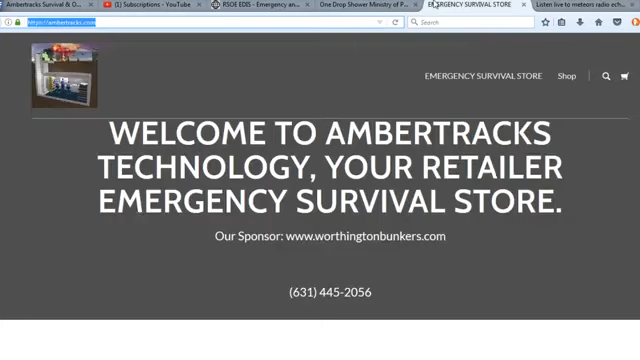 Ambertracks Survival & O...
(1) Subscriptions - YouTube
RSOE EDIS - Emergency an...
One Drop Shower Ministry of P...
EMERGENCY SURVIVAL STORE
Listen live to meteors radio ech...
https://ambertracks.com
Search
EMERGENCY SURVIVAL STORE
Shop
WELCOME TO AMBERTRACKS
TECHNOLOGY, YOUR RETAILER
EMERGENCY SURVIVAL STORE.
Our Sponsor: www.worthingtonbunkers.com
(631) 445-2056